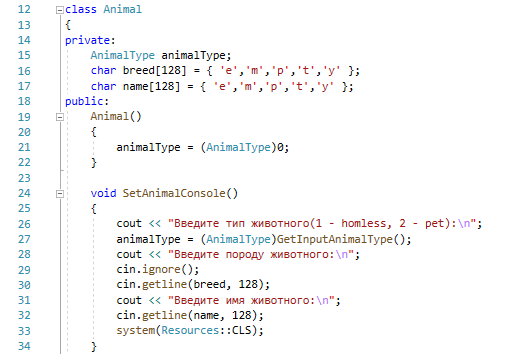 12 class Animal
13 {
14 private:
15 AnimalType animalType;
16 char breed[128] = { 'e','m','p','t','y' };
17 char name[128] = { 'e','m','p','t','y' };
18 public:
19 Animal()
20 {
21 animalType = (AnimalType)0;
22 }
23
24 void SetAnimalConsole()
25 {
26 cout << "Введите тип животного(1 - homless, 2 - pet):\n";
27 animalType = (AnimalType)GetInputAnimalType();
28 cout << "Введите породу животного:\n";
29 cin.ignore();
30 cin.getline(breed, 128);
31 cout << "Введите имя животного:\n";
32 cin.getline(name, 128);
33 system(Resources::CLS);
34 }